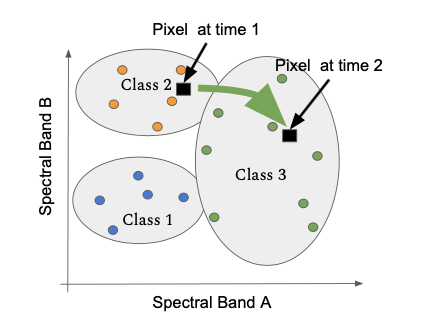 Pixel at time 1
Pixel at time 2
Class 2
Class 3
Class 1
Spectral Band B
Spectral Band A